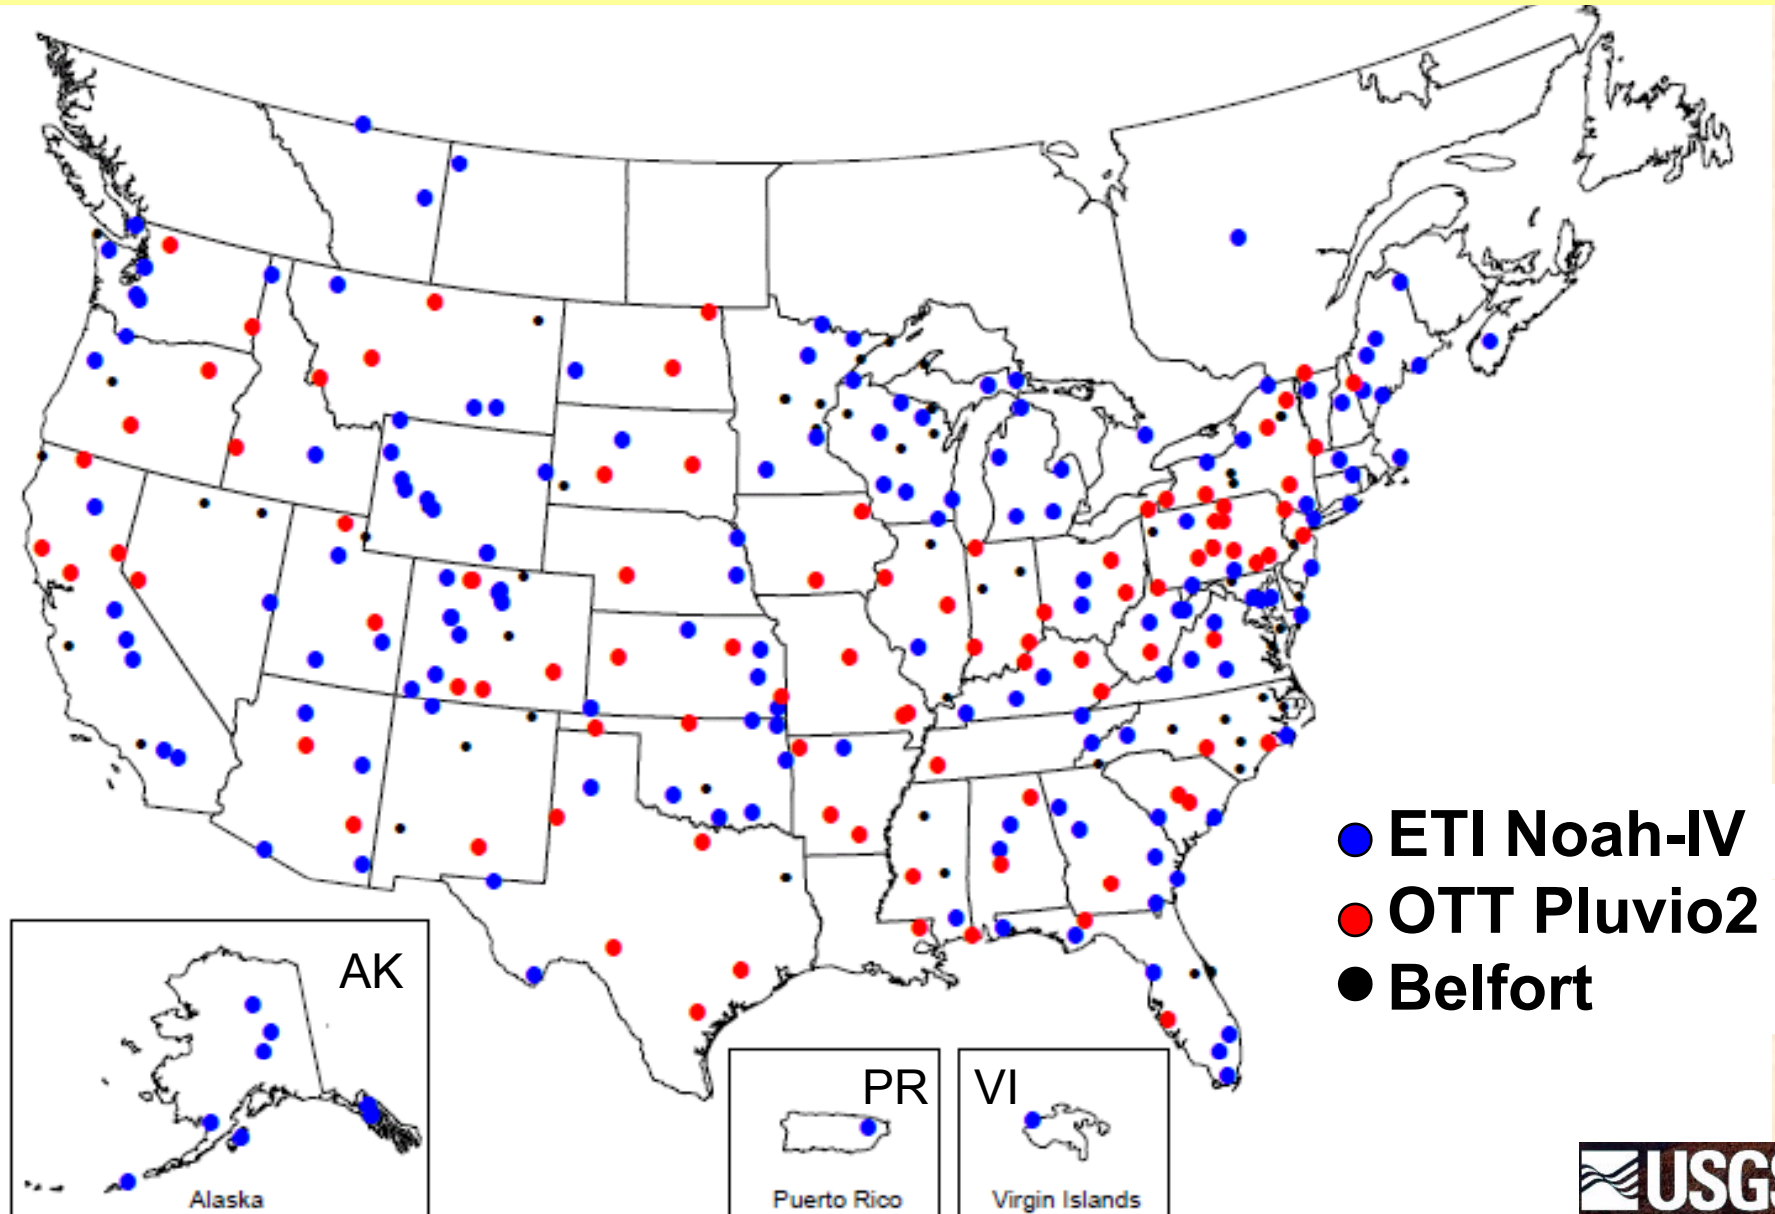 ETI Noah-IV
OTT Pluvio2
Belfort
AK
Alaska
PR
Puerto Rico
VI
Virgin Islands
USGS